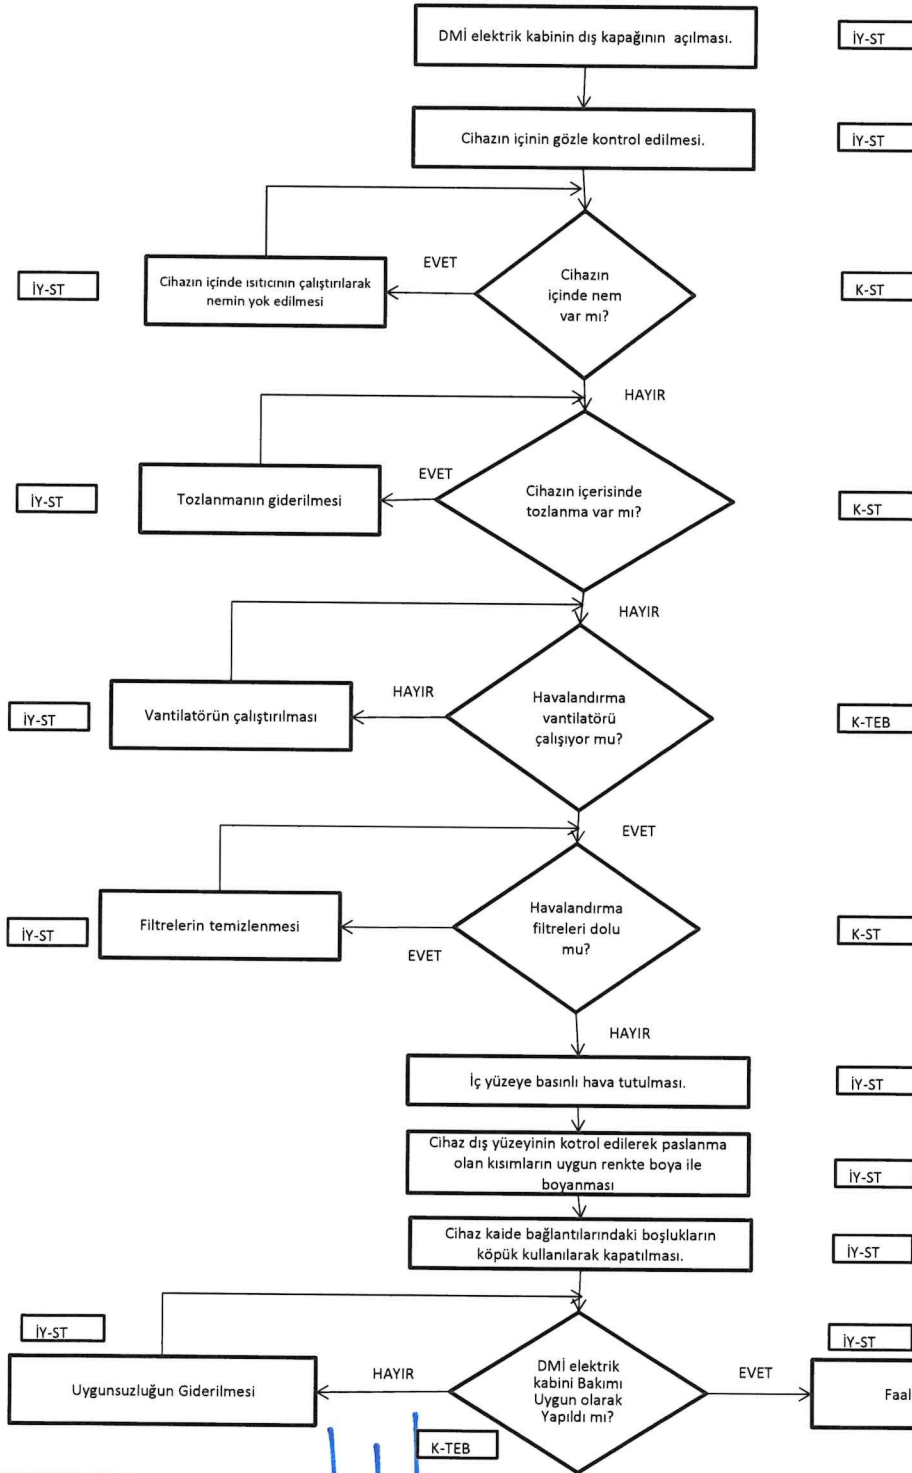 DMİ elektrik kabinin dış kapağının açılması.
İY-ST
Cihazın içinin gözle kontrol edilmesi.
İY-ST
EVET
Cihazın içinde ısıtıcının çalıştırılarak
nemin yok edilmesi
İY-ST
Cihazın
içinde nem
var mı?
K-ST
HAYIR
EVET
Tozlanmanın giderilmesi
İY-ST
Cihazın içerisinde
tozlanma var mı?
K-ST
HAYIR
HAYIR
Vantilatörün çalıştırılması
İY-ST
Havalandırma
vantilatörü
çalışıyor mu?
K-TEB
EVET
Filtrelerin temizlenmesi
İY-ST
EVET
Havalandırma
filtreleri dolu
mu?
K-ST
HAYIR
İç yüzeye basınlı hava tutulması.
İY-ST
Cihaz dış yüzeyinin kotrol edilerek paslanma
olan kısımların uygun renkte boya ile
boyanması
İY-ST
Cihaz kaide bağlantılarındaki boşlukların
köpük kullanılarak kapatılması.
İY-ST
İY-ST
Uygunsuzluğun Giderilmesi
HAYIR
DMİ elektrik
kabini Bakımı
Uygun olarak
Yapıldı mı?
K-TEB
EVET
İY-ST
Faal